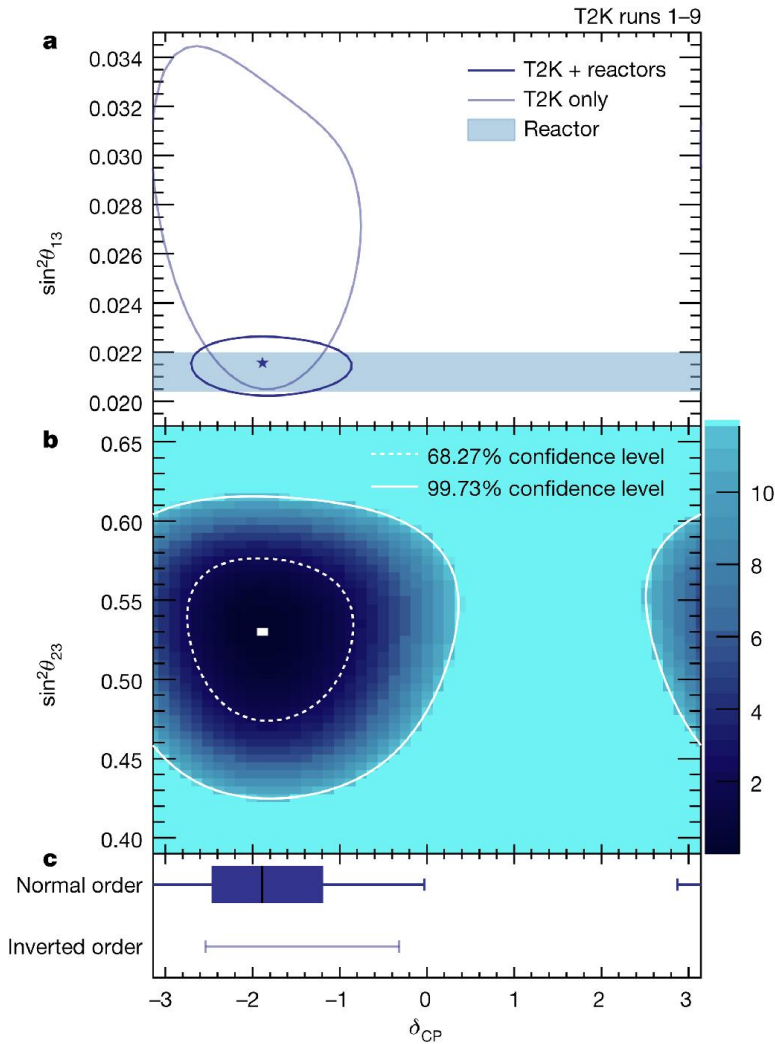 T2K runs 1–9
a
T2K + reactors
T2K only
Reactor
0.034
0.032
0.030
0.028
0.026
0.024
0.022
0.020
sin²θ₁₃
b
68.27% confidence level
99.73% confidence level
0.65
0.60
0.55
0.50
0.45
0.40
sin²θ₂₃
10
8
6
4
2
c
Normal order
Inverted order
–3 –2 –1 0 1 2 3
δCP